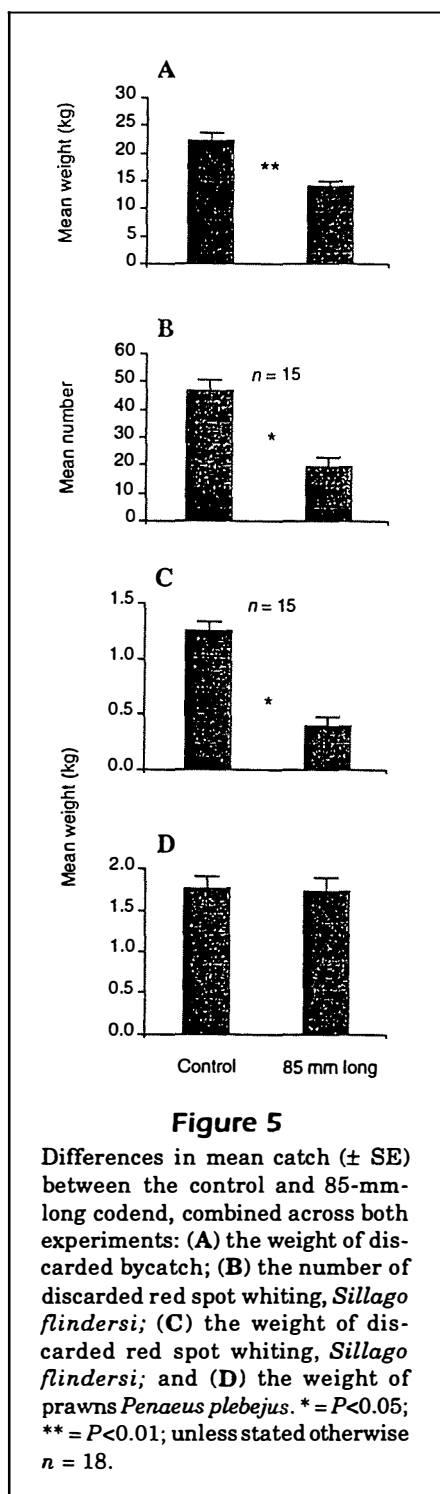 A
Mean weight (kg)
30
25
20
15
10
5
0
**
B
Mean number
60
50
40
30
20
10
0
n = 15
*
C
Mean weight (kg)
1.5
1.0
0.5
0.0
n = 15
*
D
2.0
1.5
1.0
0.5
0.0
Control 85 mm long
Figure 5
Differences in mean catch (± SE)
between the control and 85-mm-
long codend, combined across both
experiments: (A) the weight of dis-
carded bycatch; (B) the number of
discarded red spot whiting, Sillago
flindersi; (C) the weight of dis-
carded red spot whiting, Sillago
flindersi; and (D) the weight of
prawns Penaeus plebejus. * = P<0.05;
** = P<0.01; unless stated otherwise
n = 18.